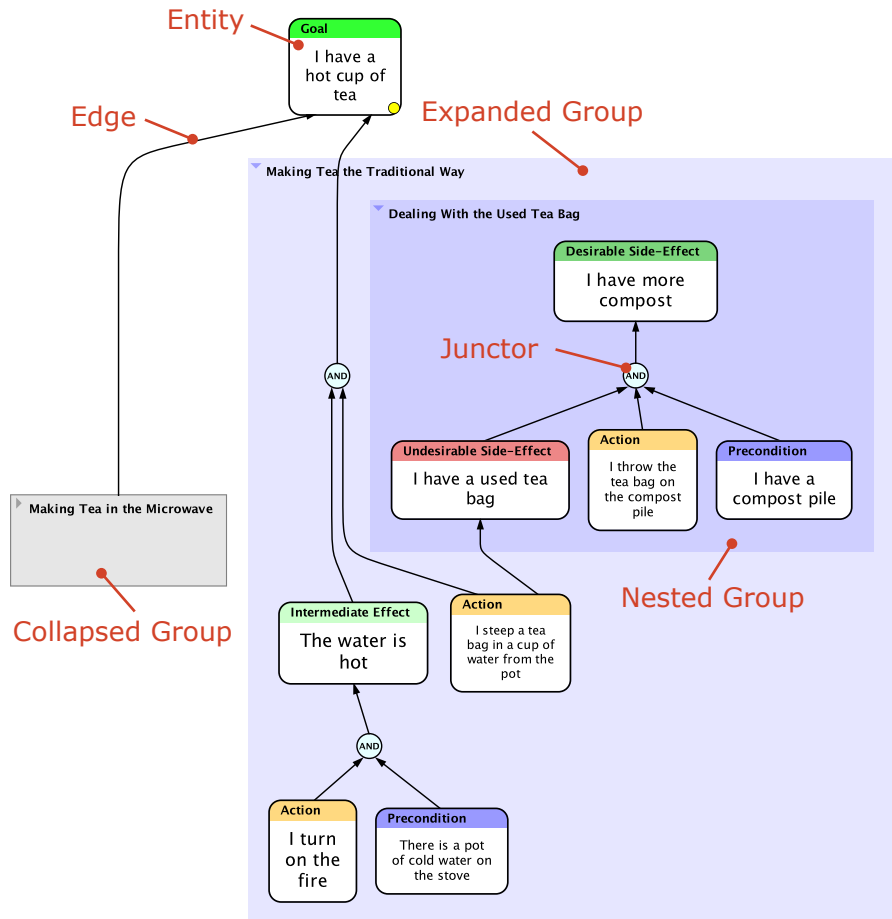 Entity
Goal
I have a
hot cup of
tea
Edge
Expanded Group
Making Tea the Traditional Way
Dealing With the Used Tea Bag
Desirable Side-Effect
I have more
compost
Junctor
AND
AND
Undesirable Side-Effect
I have a used tea
bag
Action
I throw the
tea bag on
the compost
pile
Precondition
I have a
compost pile
Making Tea in the Microwave
Collapsed Group
Nested Group
Intermediate Effect
The water is
hot
Action
I steep a tea
bag in a cup of
water from the
pot
AND
Action
I turn
on the
fire
Precondition
There is a pot
of cold water on
the stove